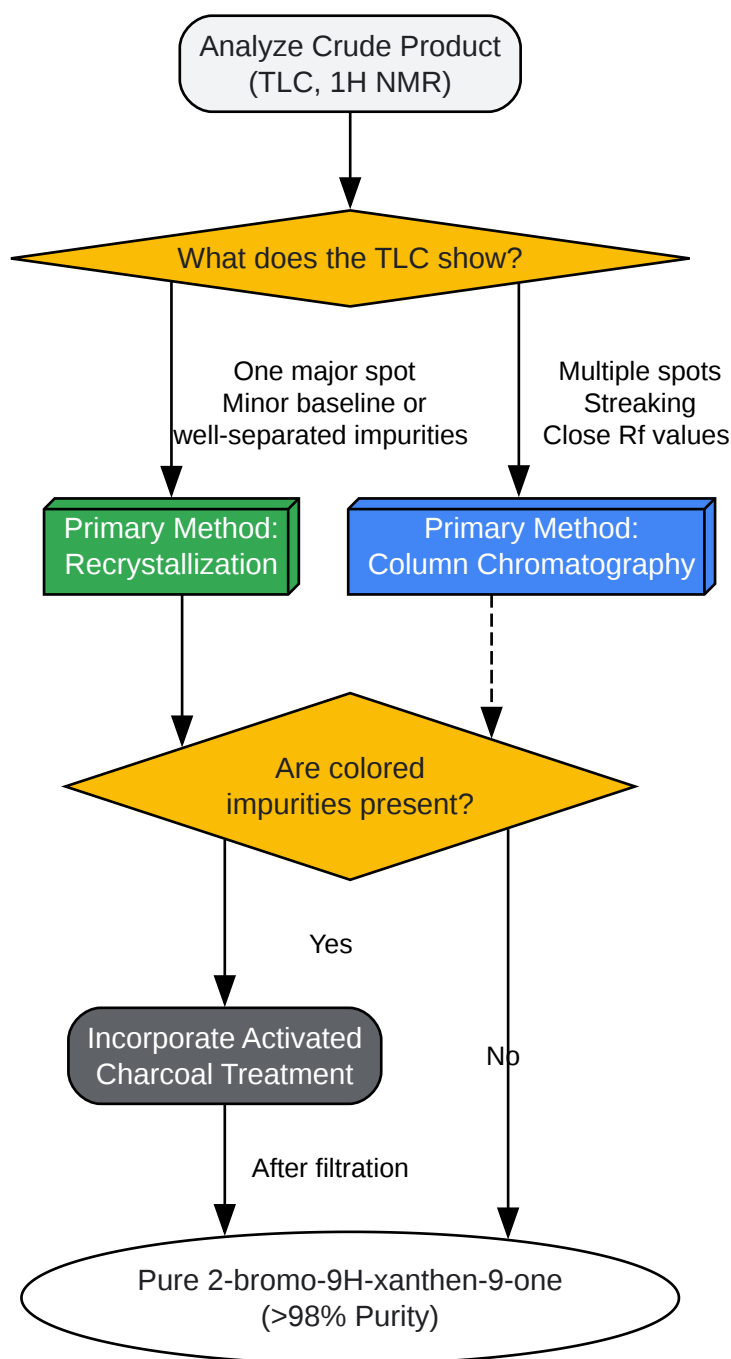 Analyze Crude Product
(TLC, 1H NMR)
What does the TLC show?
One major spot
Minor baseline or
well-separated impurities
Multiple spots
Streaking
Close Rf values
Primary Method:
Recrystallization
Primary Method:
Column Chromatography
Are colored
impurities present?
Yes
Incorporate Activated
Charcoal Treatment
No
After filtration
Pure 2-bromo-9H-xanthen-9-one
(>98% Purity)